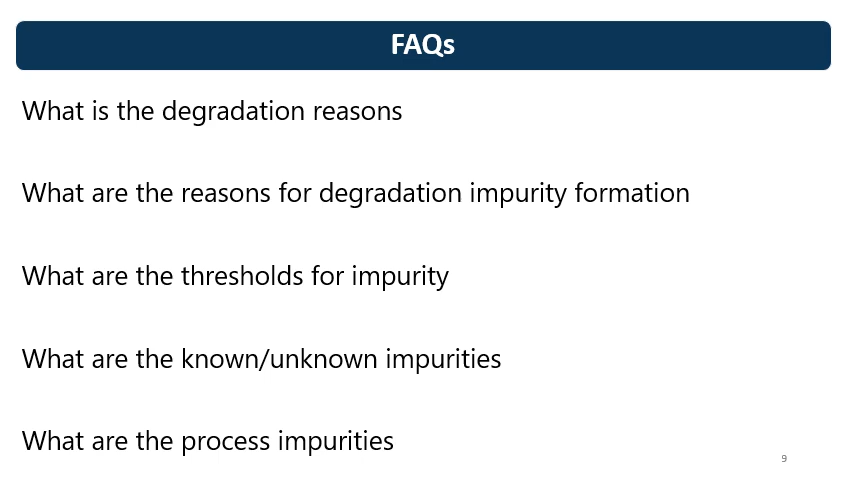 FAQs
What is the degradation reasons
What are the reasons for degradation impurity formation
What are the thresholds for impurity
What are the known/unknown impurities
What are the process impurities
9